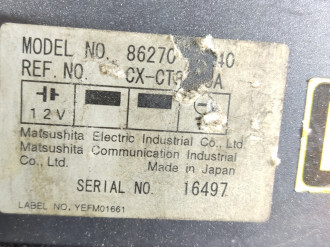 MODEL NO. 86270 40
REF. NO. CX-CT A
12V
Matsushita Electric Industrial Co., Ltd.
Matsushita Communication Industrial
Co., Ltd. Made in Japan
SERIAL NO. 16497
LABEL NO. YEFM01661